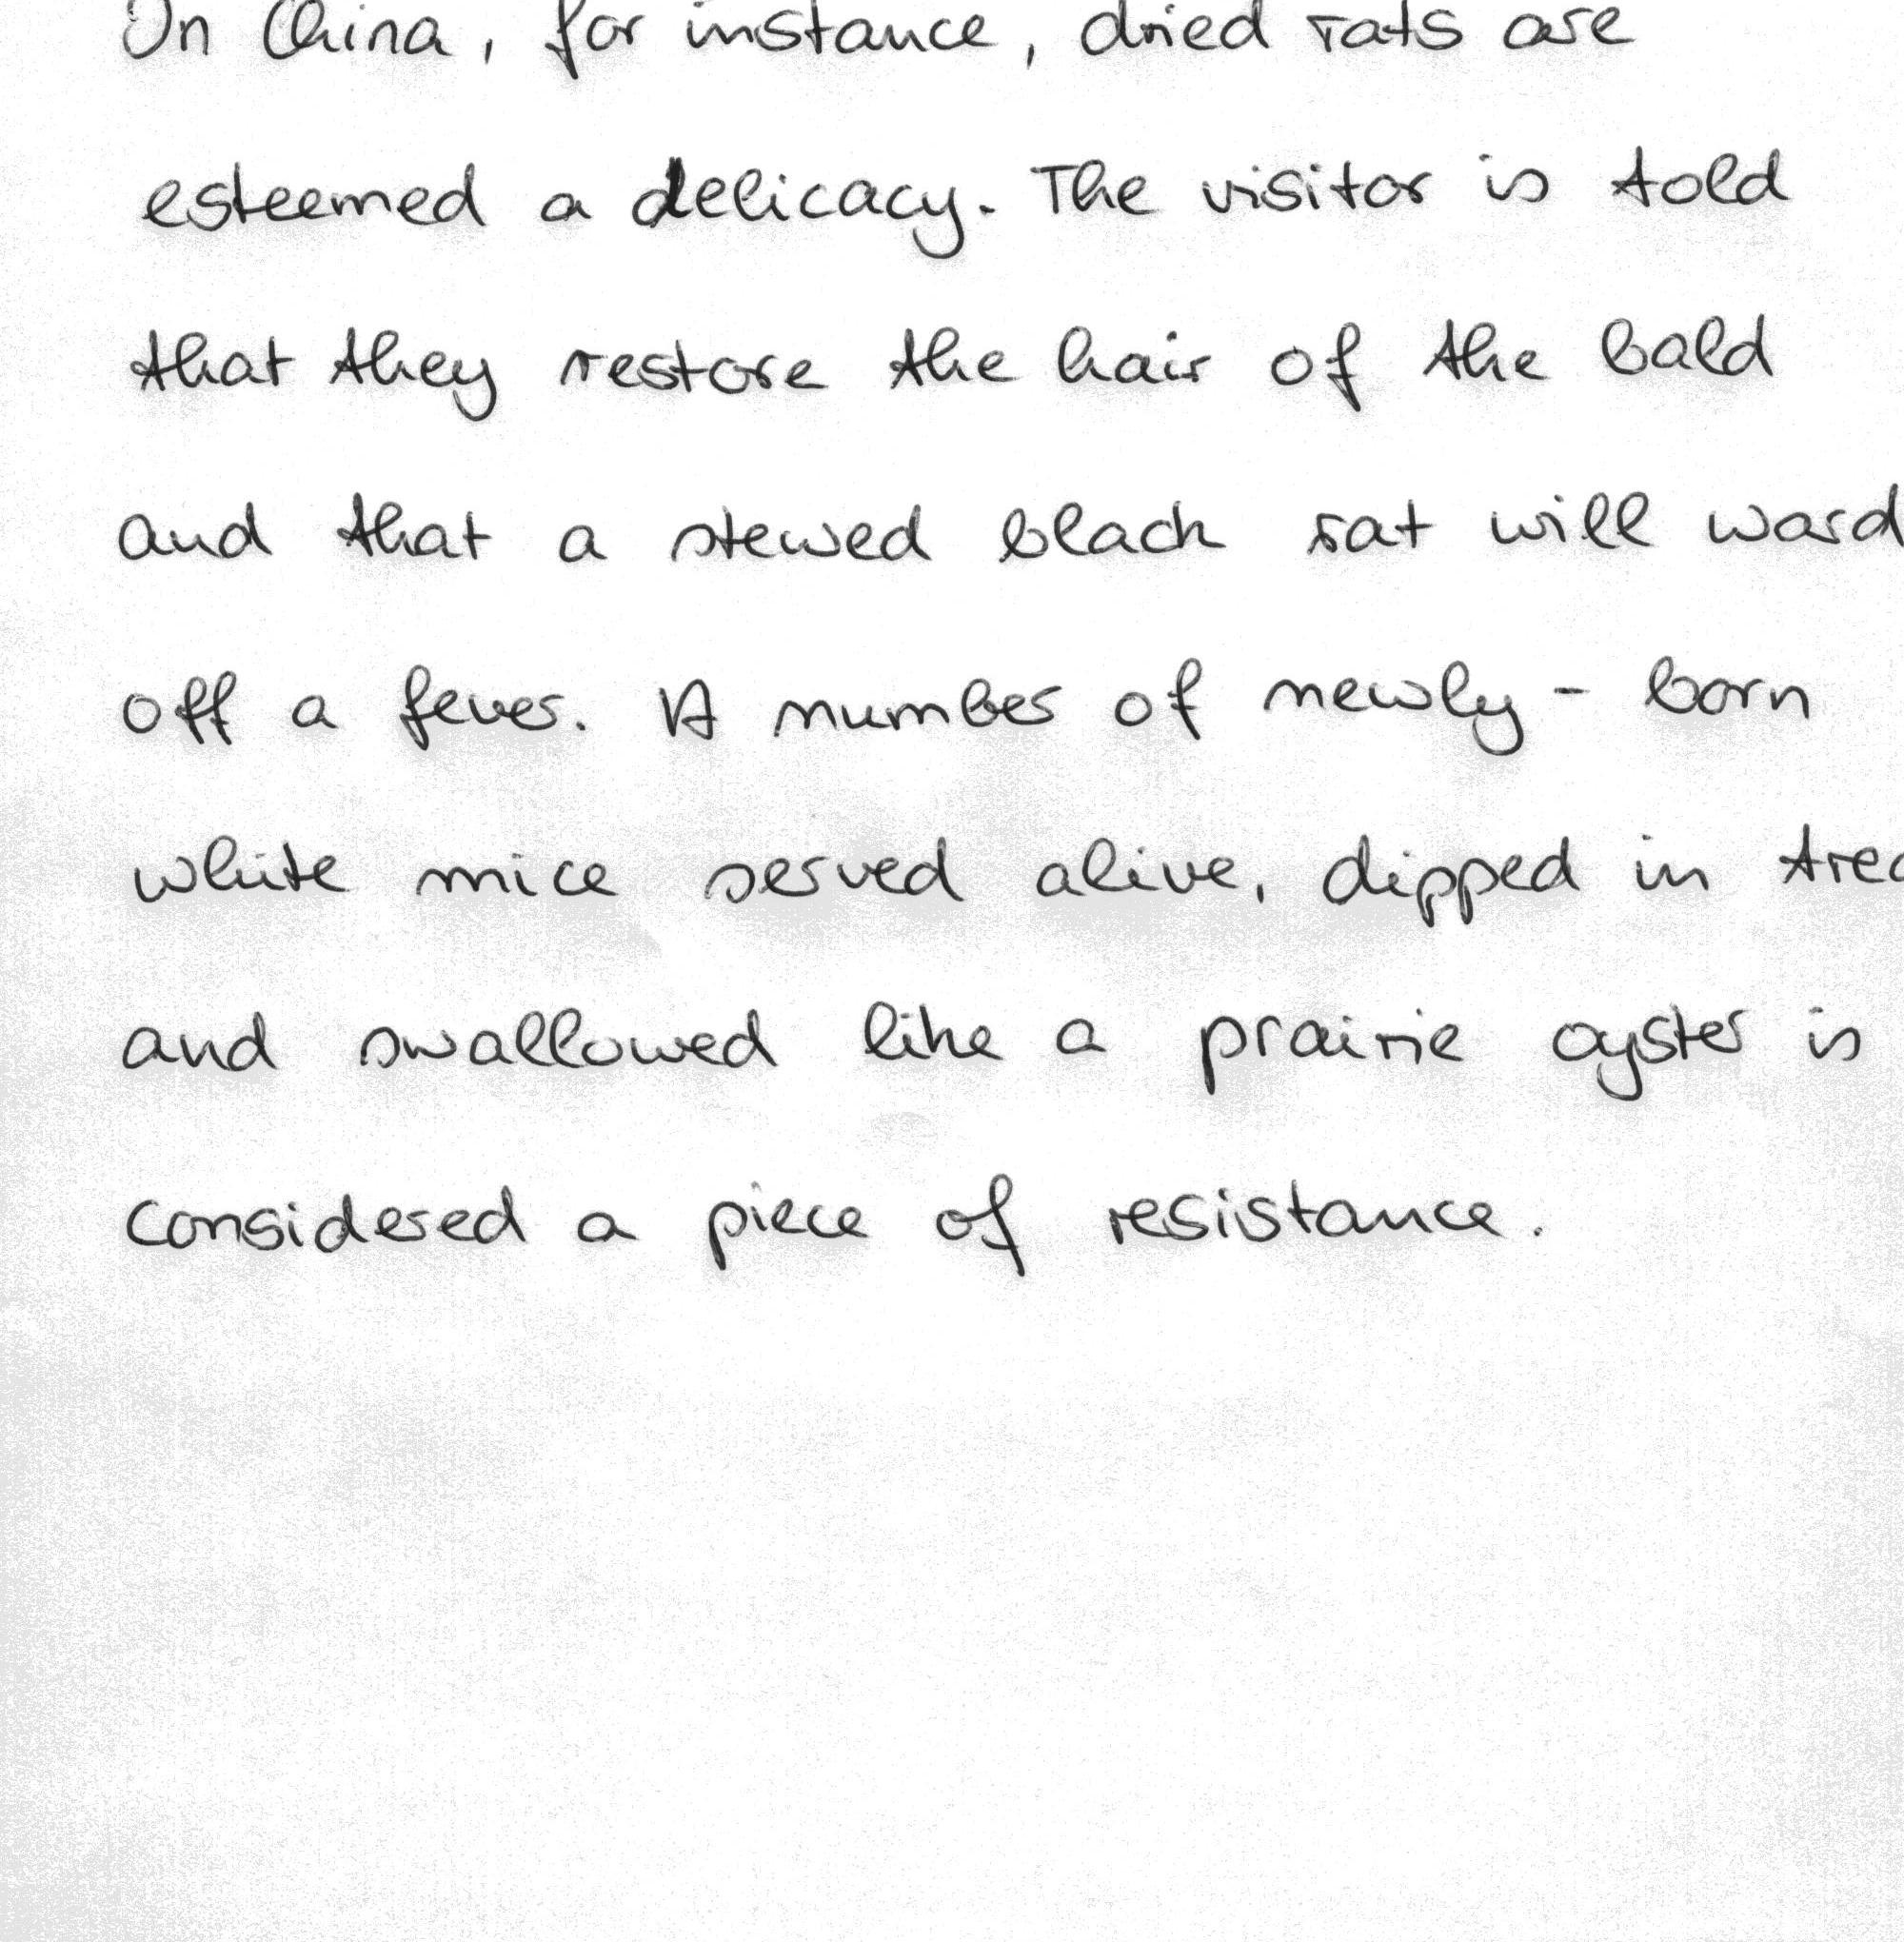 In China, for instance, dried rats are
esteemed a delicacy. The visitor is told
that they restore the hair of the bald
and that a stewed black rat will ward
off a fever. A number of newly - born
white mice served alive, dipped in
and swallowed like a prairie oyster is
considered a piece of resistance.